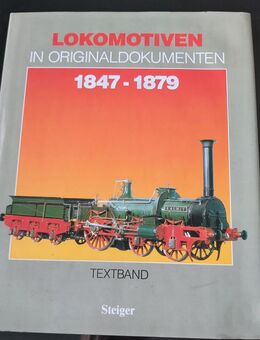 LOKOMOTIVEN
IN ORIGINALDOKUMENTEN
1847 - 1879
TEXTBAND
Steiger